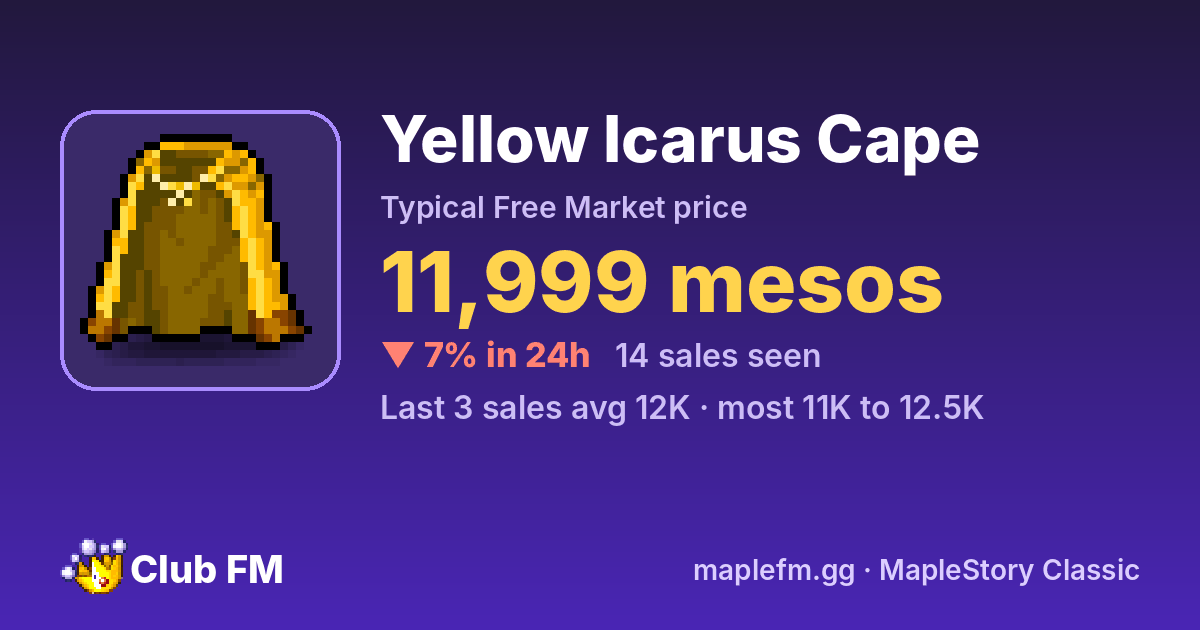 Yellow Icarus Cape
Typical Free Market price
11,999 mesos
▼ 7% in 24h 14 sales seen
Last 3 sales avg 12K · most 11K to 12.5K
Club FM
maplefm.gg · MapleStory Classic